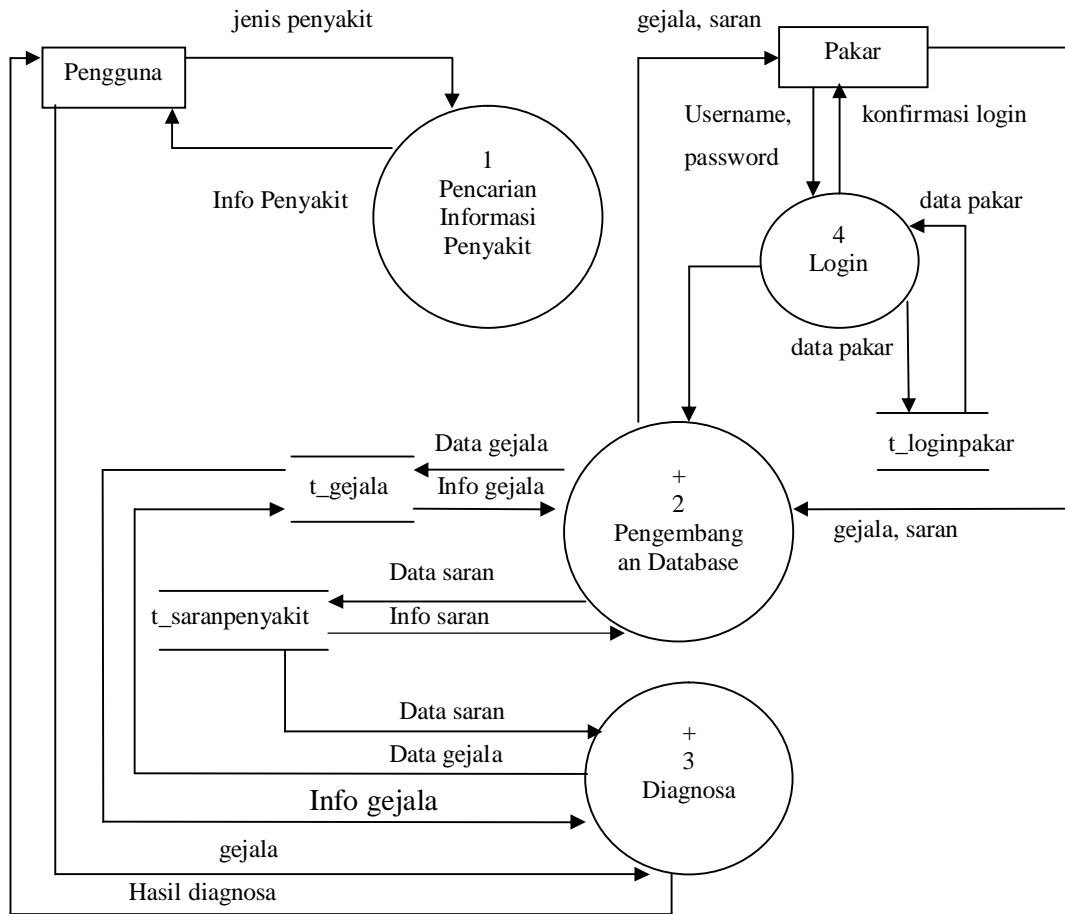 jenis penyakit
gejala, saran
Pengguna
Pakar
Username,
password
konfirmasi login
1
Pencarian
Informasi
Penyakit
Info Penyakit
data pakar
4
Login
data pakar
t_loginpakar
Data gejala
t_gejala
Info gejala
+
2
Pengembang
an Database
gejala, saran
Data saran
t_saranpenyakit
Info saran
Data saran
Data gejala
+
3
Diagnosa
Info gejala
gejala
Hasil diagnosa